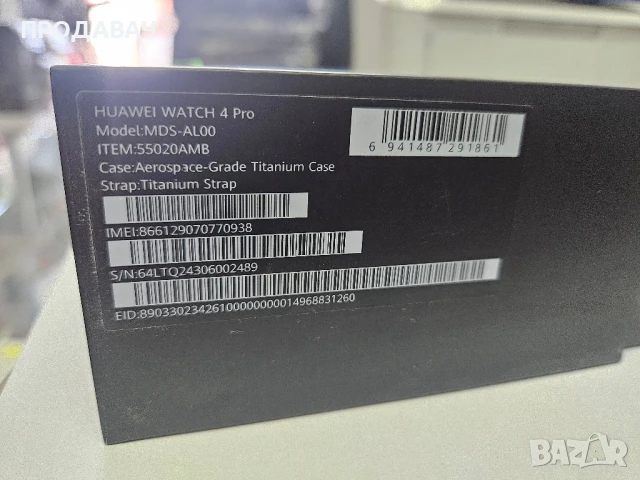 ПРОДАВАЧ
HUAWEI WATCH 4 Pro
Model:MDS-AL00
ITEM:55020AMB
Case:Aerospace-Grade Titanium Case
Strap:Titanium Strap
6 941487 291861
IMEI:866129070770938
S/N:64LTQ24306002489
EID:89033023426100000000014968831260
bazar